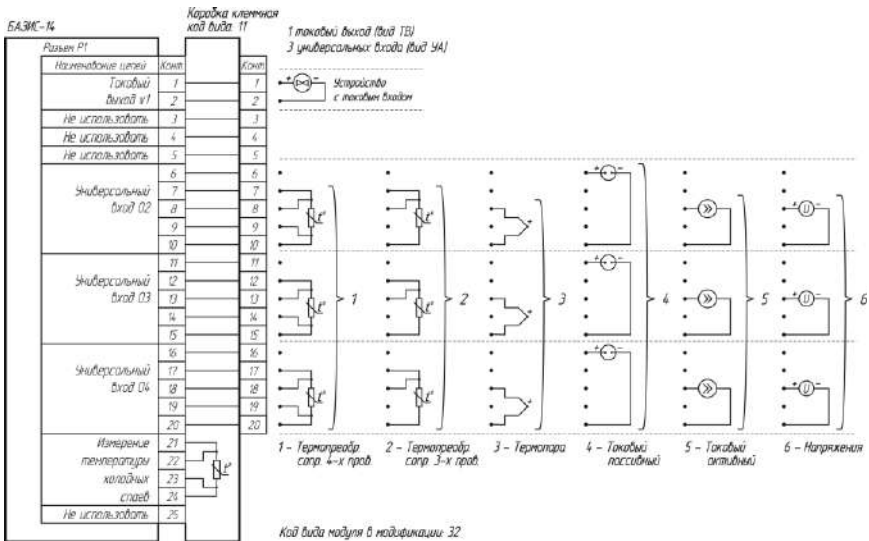 БАЗИС-14
Коробка клеммная
код вида: 11
1 токовый выход (вид ТВ)
3 универсальных входа (вид УА)
Разъем Р1
Наименование цепей Конт. Конт.
Токовый 1 1
выход v1 2 2
+ - Устройство
с токовым входом
Не использовать 3 3
Не использовать 4 4
Не использовать 5 5
6 6
7 7
Универсальный
вход 02 8 8
9 9
10 10
t° t° + + - + U -
11 11
Универсальный 12 12
вход 03 13 13
14 14
15 15
t° t° + + - + U -
1 2 3 4 5 6
16 16
Универсальный 17 17
вход 04 18 18
19 19
20 20
t° t° + + - + U -
Измерение 21
температуры 22
холодных 23
спаев 24
t°
Не использовать 25
1 - Термопреобр. сопр. 4-х пров.
2 - Термопреобр. сопр. 3-х пров.
3 - Термопара
4 - Токовый пассивный
5 - Токовый активный
6 - Напряжения
Код вида модуля в модификации: 32